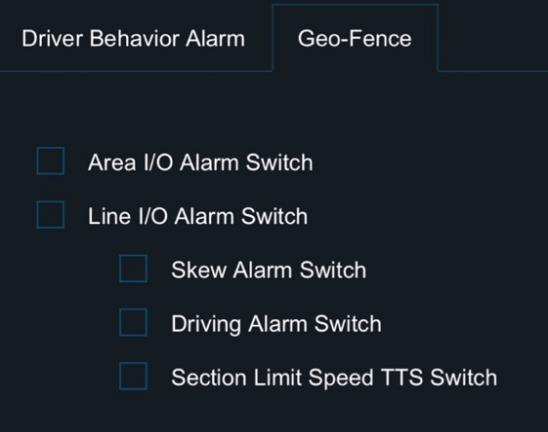 Driver Behavior Alarm Geo-Fence
Area I/O Alarm Switch
Line I/O Alarm Switch
Skew Alarm Switch
Driving Alarm Switch
Section Limit Speed TTS Switch